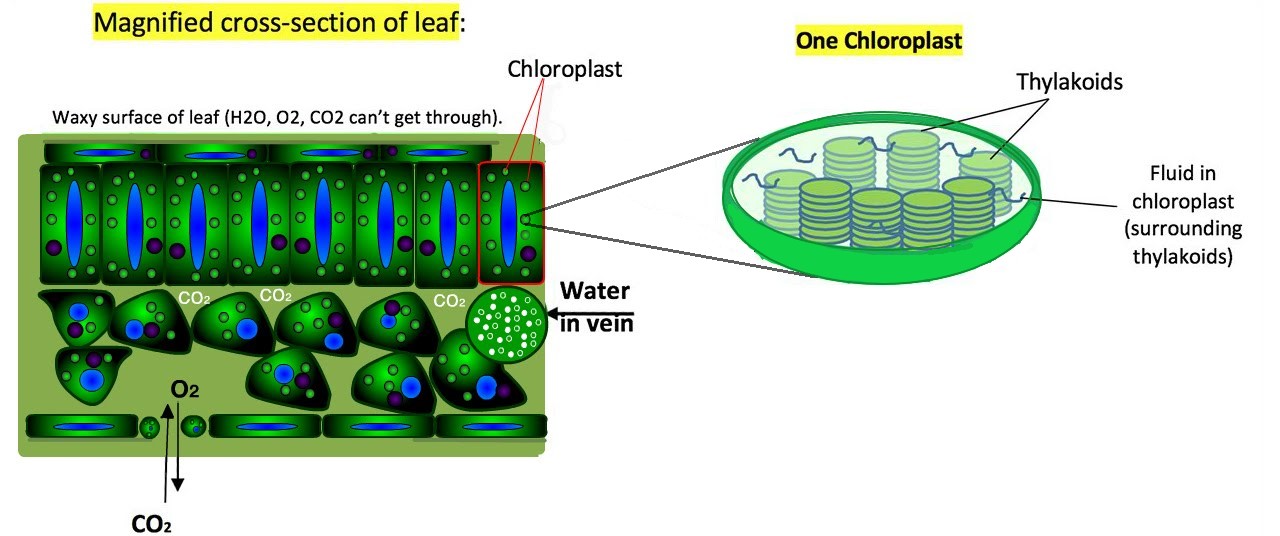 Magnified cross-section of leaf:
One Chloroplast
Chloroplast
Thylakoids
Waxy surface of leaf (H2O, O2, CO2 can’t get through).
Fluid in
chloroplast
(surrounding
thylakoids)
CO2
CO2
CO2
Water
in vein
O2
CO2